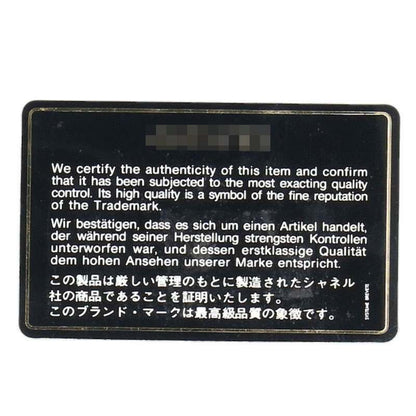 We certify the authenticity of this item and confirm
that it has been subjected to the most exacting quality
control. Its high quality is a symbol of the fine reputation
of the Trademark.
Wir bestätigen, dass es sich um einen Artikel handelt,
der während seiner Herstellung strengsten Kontrollen
unterworfen war, und dessen erstklassige Qualität
dem hohen Ansehen unserer Marke entspricht.
この製品は厳しい管理のもとに製造されたシャネル
社の商品であることを証明いたします。
このブランド・マークは最高級品質の象徴です。